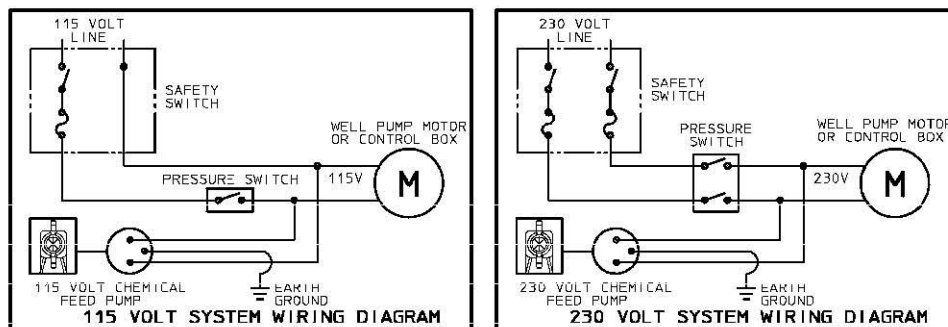 115 VOLT
LINE
SAFETY
SWITCH
WELL PUMP MOTOR
OR CONTROL BOX
PRESSURE SWITCH
115V
M
115 VOLT CHEMICAL
FEED PUMP
EARTH
GROUND
115 VOLT SYSTEM WIRING DIAGRAM
230 VOLT
LINE
SAFETY
SWITCH
PRESSURE
SWITCH
WELL PUMP MOTOR
OR CONTROL BOX
230V
M
230 VOLT CHEMICAL
FEED PUMP
EARTH
GROUND
230 VOLT SYSTEM WIRING DIAGRAM